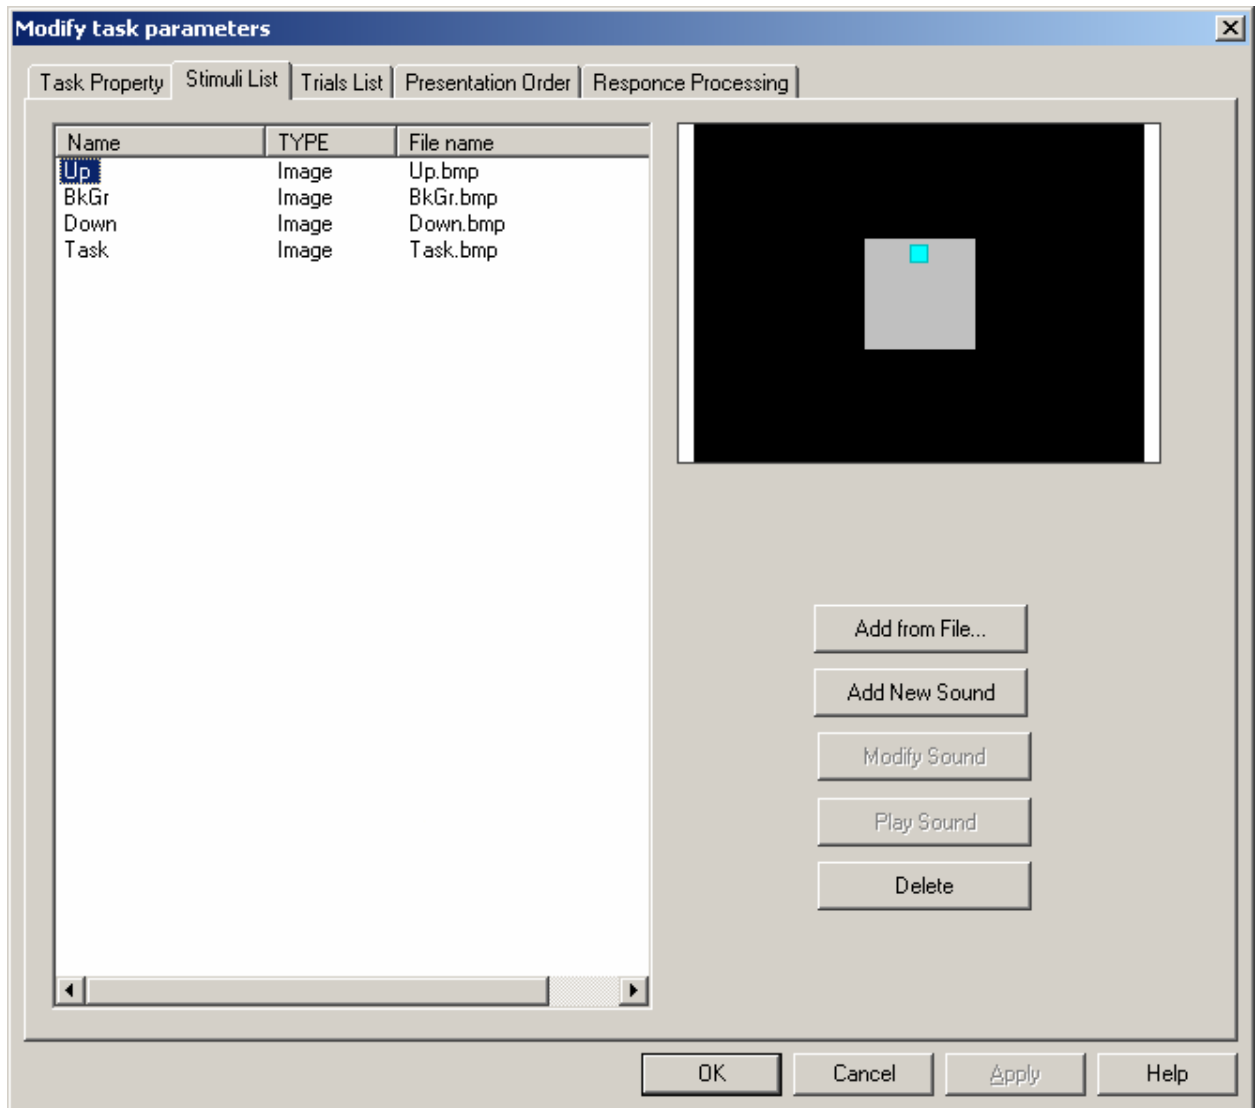 Modify task parameters
Task Property Stimuli List Trials List Presentation Order Responce Processing
Name TYPE File name
Up Image Up.bmp
BkGr Image BkGr.bmp
Down Image Down.bmp
Task Image Task.bmp
Add from File...
Add New Sound
Modify Sound
Play Sound
Delete
OK Cancel Apply Help